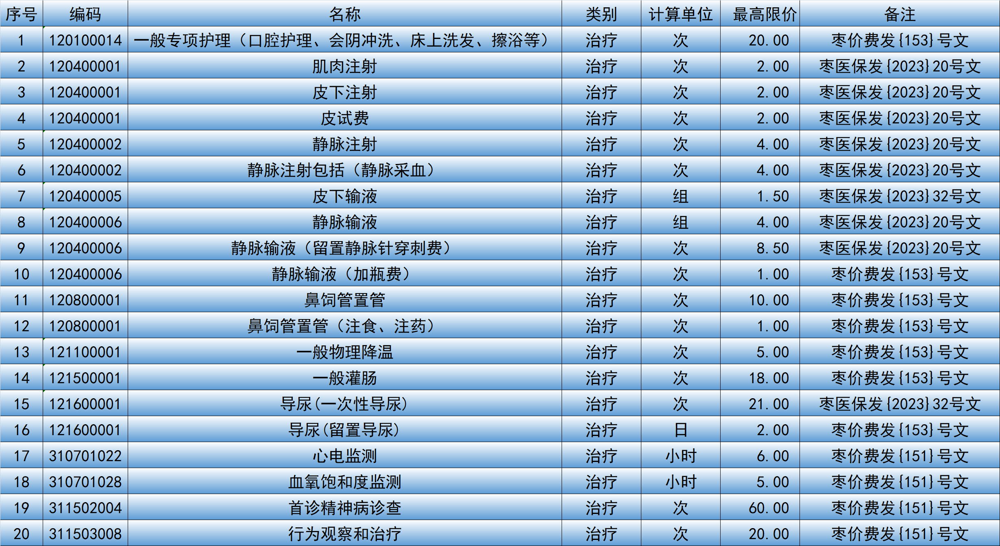 序号 编码 名称 类别 计算单位 最高限价 备注
1 120100014 一般专项护理（口腔护理、会阴冲洗、床上洗发、擦浴等） 治疗 次 20.00 枣价费发{153}号文
2 120400001 肌肉注射 治疗 次 2.00 枣医保发{2023}20号文
3 120400001 皮下注射 治疗 次 2.00 枣医保发{2023}20号文
4 120400001 皮试费 治疗 次 2.00 枣医保发{2023}20号文
5 120400002 静脉注射 治疗 次 4.00 枣医保发{2023}20号文
6 120400002 静脉注射包括（静脉采血） 治疗 次 4.00 枣医保发{2023}20号文
7 120400005 皮下输液 治疗 组 1.50 枣医保发{2023}32号文
8 120400006 静脉输液 治疗 组 4.00 枣医保发{2023}20号文
9 120400006 静脉输液（留置静脉针穿刺费） 治疗 次 8.50 枣医保发{2023}20号文
10 120400006 静脉输液（加瓶费） 治疗 次 1.00 枣价费发{153}号文
11 120800001 鼻饲管置管 治疗 次 10.00 枣价费发{153}号文
12 120800001 鼻饲管置管（注食、注药） 治疗 次 1.00 枣价费发{153}号文
13 121100001 一般物理降温 治疗 次 5.00 枣价费发{153}号文
14 121500001 一般灌肠 治疗 次 18.00 枣价费发{153}号文
15 121600001 导尿(一次性导尿) 治疗 次 21.00 枣医保发{2023}32号文
16 121600001 导尿(留置导尿) 治疗 日 2.00 枣价费发{153}号文
17 310701022 心电监测 治疗 小时 6.00 枣价费发{151}号文
18 310701028 血氧饱和度监测 治疗 小时 5.00 枣价费发{151}号文
19 311502004 首诊精神病诊查 治疗 次 60.00 枣价费发{151}号文
20 311503008 行为观察和治疗 治疗 次 20.00 枣价费发{151}号文